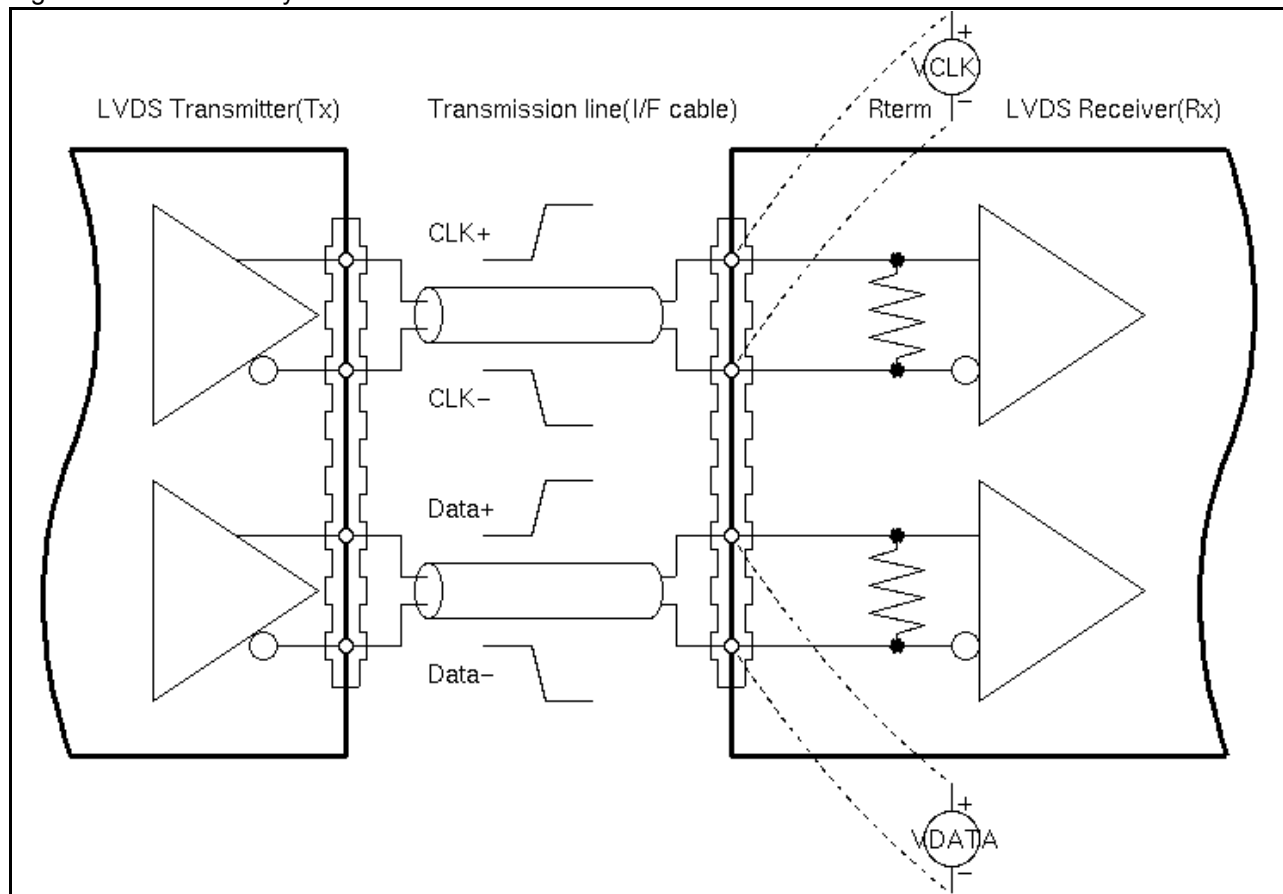 VCLK
+
−
LVDS Transmitter(Tx)
Transmission line(I/F cable)
Rterm
LVDS Receiver(Rx)
CLK+
CLK−
Data+
Data−
+
VDATA
−